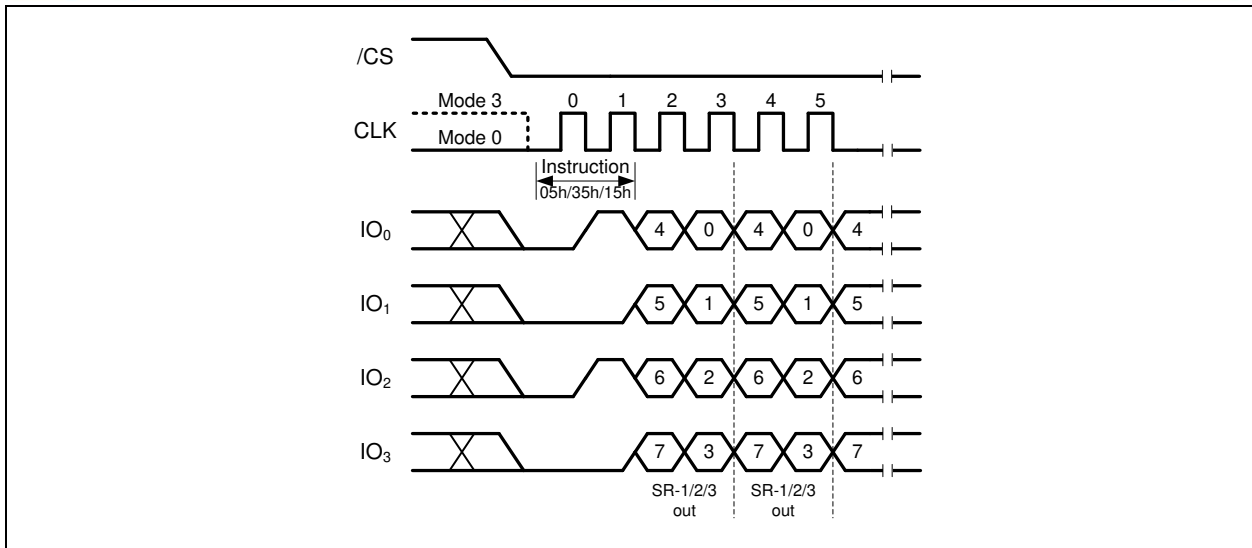 /CS
Mode 3 0 1 2 3 4 5
CLK Mode 0
Instruction
05h/35h/15h
IO₀ 4 0 4 0 4
IO₁ 5 1 5 1 5
IO₂ 6 2 6 2 6
IO₃ 7 3 7 3 7
SR-1/2/3 SR-1/2/3
out out